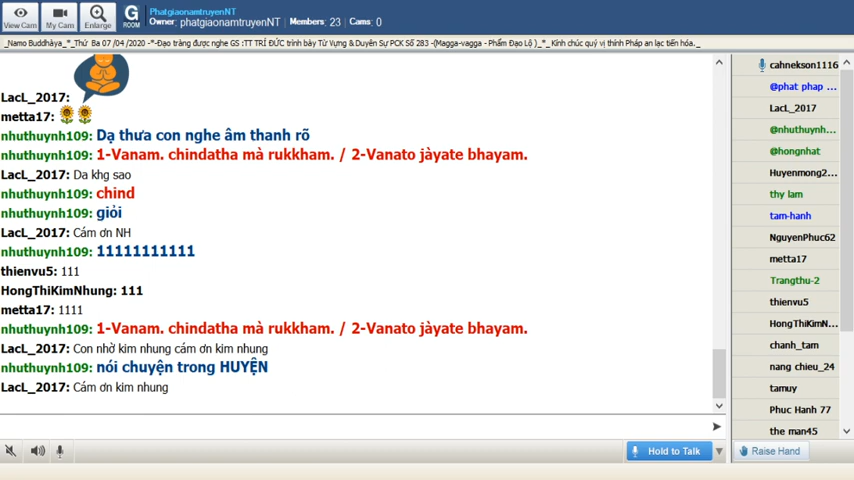 View Cam
My Cam
Enlarge
G
ROOM
PhatgiaonamtruyenNT
Owner: phatgiaonamtruyenNT | Members: 23 | Cams: 0
_Namo Buddhàya_*_Thứ Ba 07 /04 /2020 -*-Đạo tràng được nghe GS :TT TRÍ ĐỨC trình bày Từ Vựng & Duyên Sự PCK Số 283 -(Magga-vagga - Phẩm Đạo Lộ )_*_ Kính chúc quý vị thính Pháp an lạc tiến hóa._
LacL_2017:
metta17:
nhuthuynh109: Dạ thưa con nghe âm thanh rõ
nhuthuynh109: 1-Vanam. chindatha mà rukkham. / 2-Vanato jàyate bhayam.
LacL_2017: Da khg sao
nhuthuynh109: chind
nhuthuynh109: giỏi
LacL_2017: Cám ơn NH
nhuthuynh109: 11111111111
thienvu5: 111
HongThiKimNhung: 111
metta17: 1111
nhuthuynh109: 1-Vanam. chindatha mà rukkham. / 2-Vanato jàyate bhayam.
LacL_2017: Con nhờ kim nhung cám ơn kim nhung
nhuthuynh109: nói chuyện trong HUYỆN
LacL_2017: Cám ơn kim nhung
Hold to Talk
cahnekson1116
@phat phap ...
LacL_2017
@nhuthuynh...
@hongnhat
Huyenmong2...
thy lam
tam-hanh
NguyenPhuc62
metta17
Trangthu-2
thienvu5
HongThiKimN...
chanh_tam
nang chieu_24
tamuy
Phuc Hanh 77
the man45
Raise Hand